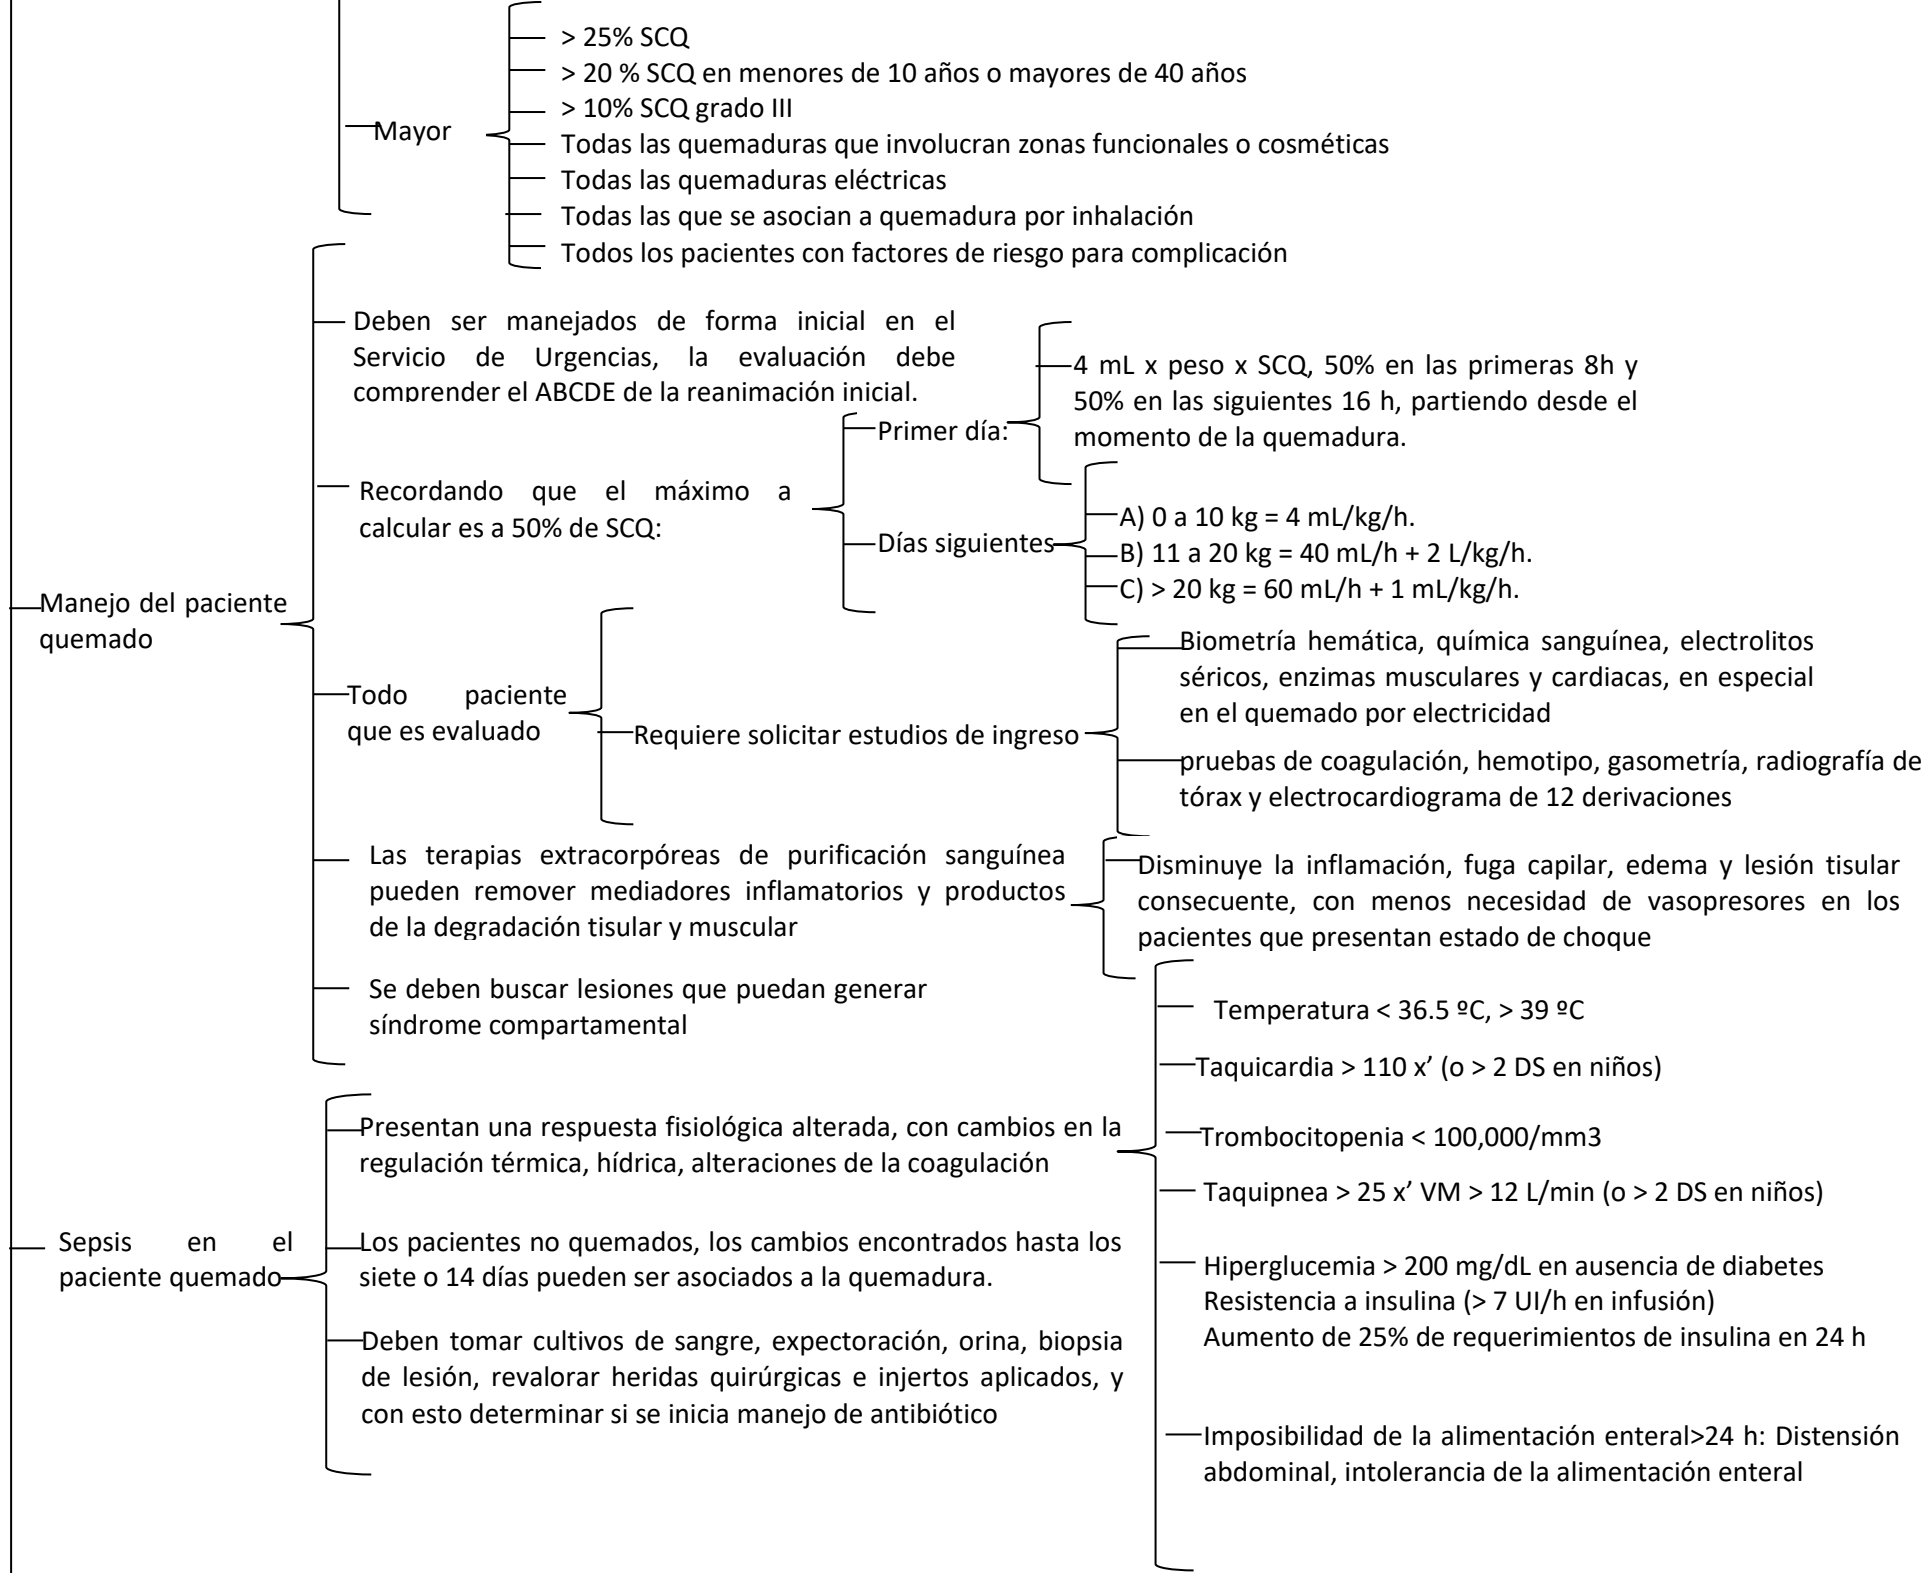 > 25% SCQ
> 20 % SCQ en menores de 10 años o mayores de 40 años
> 10% SCQ grado III
Mayor
Todas las quemaduras que involucran zonas funcionales o cosméticas
Todas las quemaduras eléctricas
Todas las que se asocian a quemadura por inhalación
Todos los pacientes con factores de riesgo para complicación
Manejo del paciente
quemado
Deben ser manejados de forma inicial en el
Servicio de Urgencias, la evaluación debe
comprender el ABCDE de la reanimación inicial.
Recordando que el máximo a
calcular es a 50% de SCQ:
Primer día:
4 mL x peso x SCQ, 50% en las primeras 8h y
50% en las siguientes 16 h, partiendo desde el
momento de la quemadura.
Días siguientes
A) 0 a 10 kg = 4 mL/kg/h.
B) 11 a 20 kg = 40 mL/h + 2 L/kg/h.
C) > 20 kg = 60 mL/h + 1 mL/kg/h.
Todo paciente
que es evaluado
Requiere solicitar estudios de ingreso
Biometría hemática, química sanguínea, electrolitos
séricos, enzimas musculares y cardiacas, en especial
en el quemado por electricidad
pruebas de coagulación, hemotipo, gasometría, radiografía de
tórax y electrocardiograma de 12 derivaciones
Las terapias extracorpóreas de purificación sanguínea
pueden remover mediadores inflamatorios y productos
de la degradación tisular y muscular
Disminuye la inflamación, fuga capilar, edema y lesión tisular
consecuente, con menos necesidad de vasopresores en los
pacientes que presentan estado de choque
Se deben buscar lesiones que puedan generar
síndrome compartamental
Sepsis en el
paciente quemado
Presentan una respuesta fisiológica alterada, con cambios en la
regulación térmica, hídrica, alteraciones de la coagulación
Temperatura < 36.5 ºC, > 39 ºC
Taquicardia > 110 x’ (o > 2 DS en niños)
Trombocitopenia < 100,000/mm3
Taquipnea > 25 x’ VM > 12 L/min (o > 2 DS en niños)
Hiperglucemia > 200 mg/dL en ausencia de diabetes
Resistencia a insulina (> 7 UI/h en infusión)
Aumento de 25% de requerimientos de insulina en 24 h
Imposibilidad de la alimentación enteral>24 h: Distensión
abdominal, intolerancia de la alimentación enteral
Los pacientes no quemados, los cambios encontrados hasta los
siete o 14 días pueden ser asociados a la quemadura.
Deben tomar cultivos de sangre, expectoración, orina, biopsia
de lesión, revalorar heridas quirúrgicas e injertos aplicados, y
con esto determinar si se inicia manejo de antibiótico